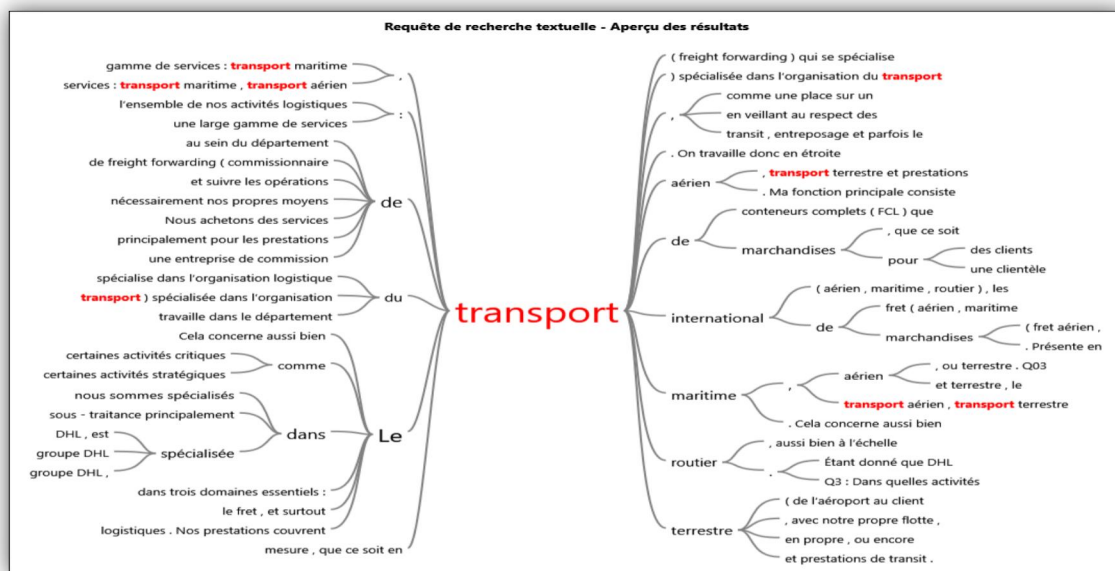 Requête de recherche textuelle - Aperçu des résultats
gamme de services : transport maritime
services : transport maritime , transport aérien
,
l'ensemble de nos activités logistiques
une large gamme de services
:
au sein du département
de freight forwarding ( commissionnaire
et suivre les opérations
nécessairement nos propres moyens
Nous achetons des services
principalement pour les prestations
une entreprise de commission
de
spécialise dans l'organisation logistique
transport ) spécialisée dans l'organisation
travaille dans le département
du
Cela concerne aussi bien
certaines activités critiques
certaines activités stratégiques
comme
nous sommes spécialisés
sous - traitance principalement
DHL , est
groupe DHL
groupe DHL ,
spécialisée
dans
Le
dans trois domaines essentiels :
le fret , et surtout
logistiques . Nos prestations couvrent
mesure , que ce soit en
transport
( freight forwarding ) qui se spécialise
) spécialisée dans l'organisation du transport
,
comme une place sur un
en veillant au respect des
transit , entreposage et parfois le
. On travaille donc en étroite
aérien
, transport terrestre et prestations
. Ma fonction principale consiste
de
conteneurs complets ( FCL ) que
marchandises
, que ce soit
pour
des clients
une clientèle
international
( aérien , maritime , routier ) , les
de
fret ( aérien , maritime
marchandises
( fret aérien ,
. Présente en
maritime
,
aérien
, ou terrestre . Q03
et terrestre , le
transport aérien , transport terrestre
. Cela concerne aussi bien
routier
, aussi bien à l'échelle
.
Étant donné que DHL
Q3 : Dans quelles activités
terrestre
( de l'aéroport au client
, avec notre propre flotte ,
en propre , ou encore
et prestations de transit .